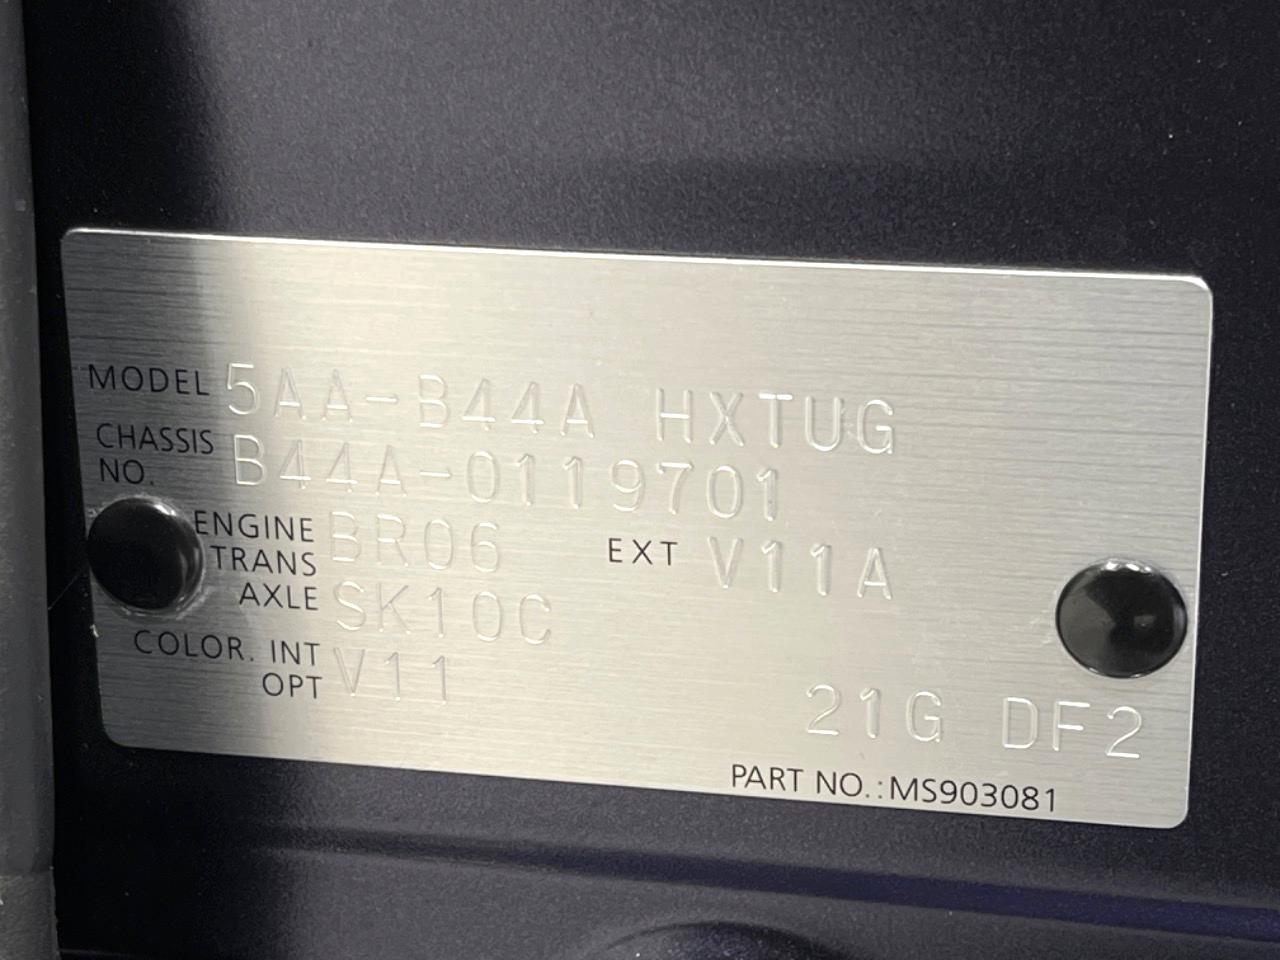 MODEL 5AA-B44A HXTUG
CHASSIS NO. B44A-0119701
ENGINE BR06 EXT V11A
TRANS AXLE SK10C
COLOR. INT V11
OPT 21G DF2
PART NO.:MS903081